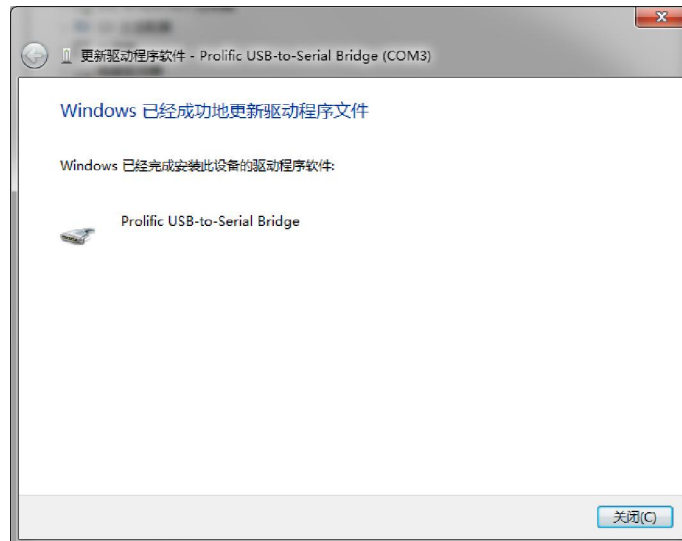 更新驱动程序软件 - Prolific USB-to-Serial Bridge (COM3)
Windows 已经成功地更新驱动程序文件
Windows 已经完成安装此设备的驱动程序软件:
Prolific USB-to-Serial Bridge
关闭(C)